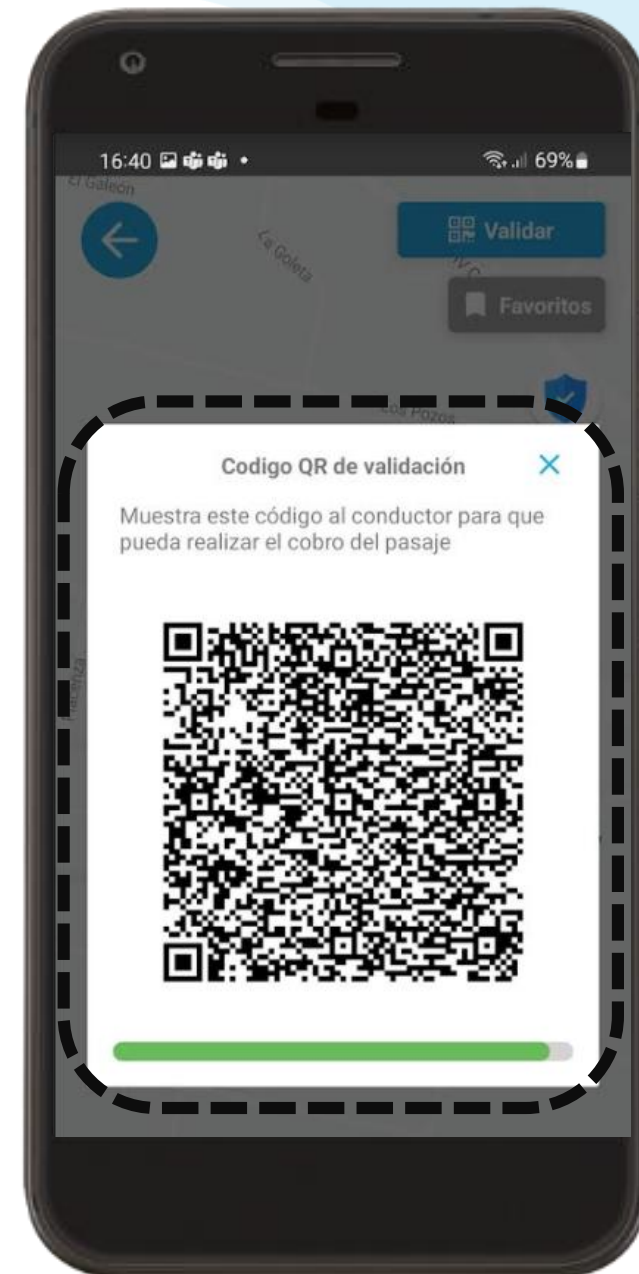 16:40
69%
El Galeón
La Goleta
Validar
Favoritos
Los Pozos
Codigo QR de validación
Muestra este código al conductor para que
pueda realizar el cobro del pasaje
Piacenza